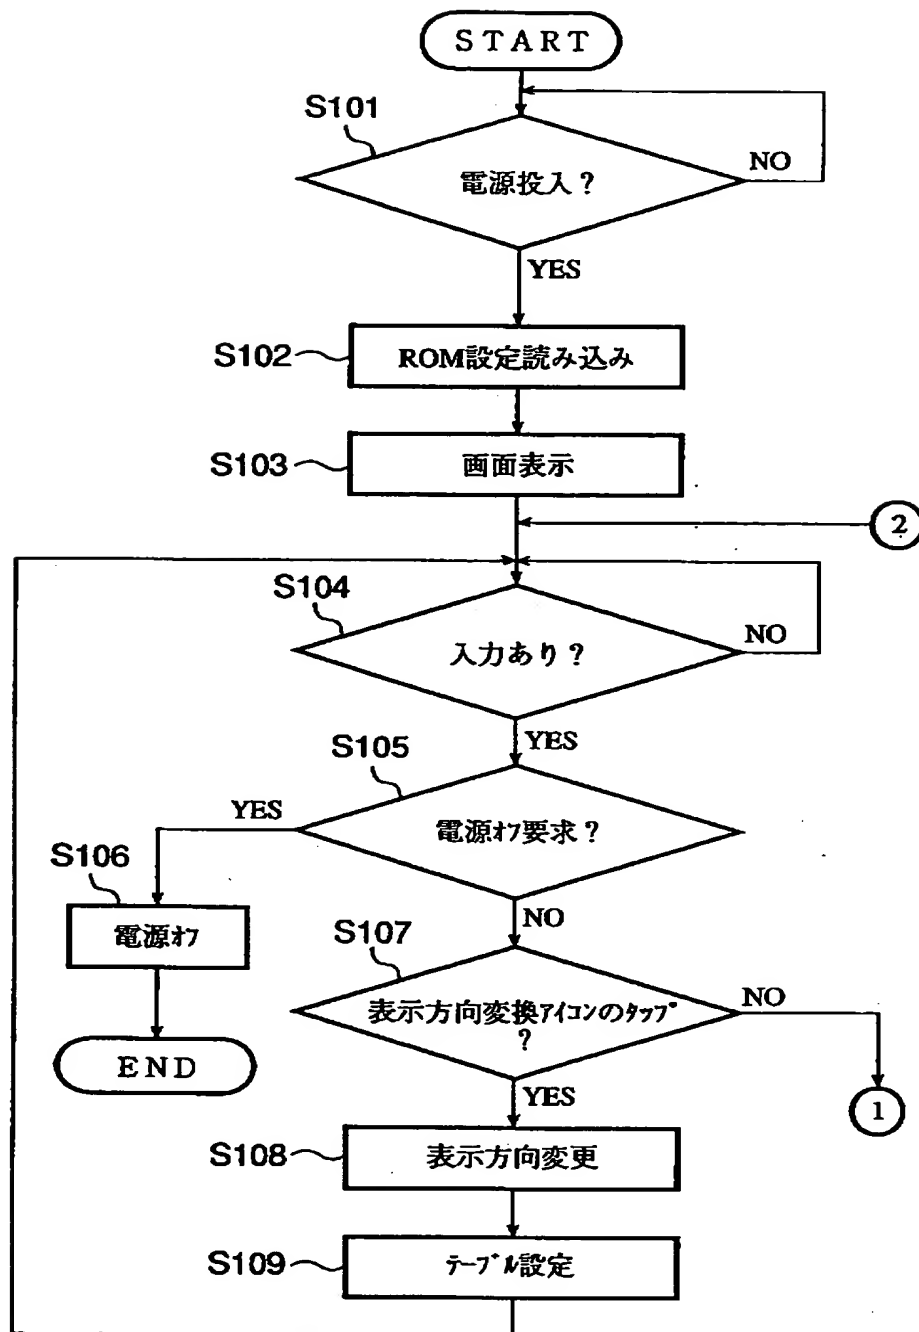 START
S101
電源投入？
NO
YES
S102
ROM設定読み込み
S103
画面表示
2
S104
入力あり？
NO
YES
S105
電源ｵﾌ要求？
YES
NO
S106
電源ｵﾌ
END
S107
表示方向変換ｱｲｺﾝのﾀｯﾌﾟ
？
NO
YES
1
S108
表示方向変更
S109
ﾃｰﾌﾞﾙ設定